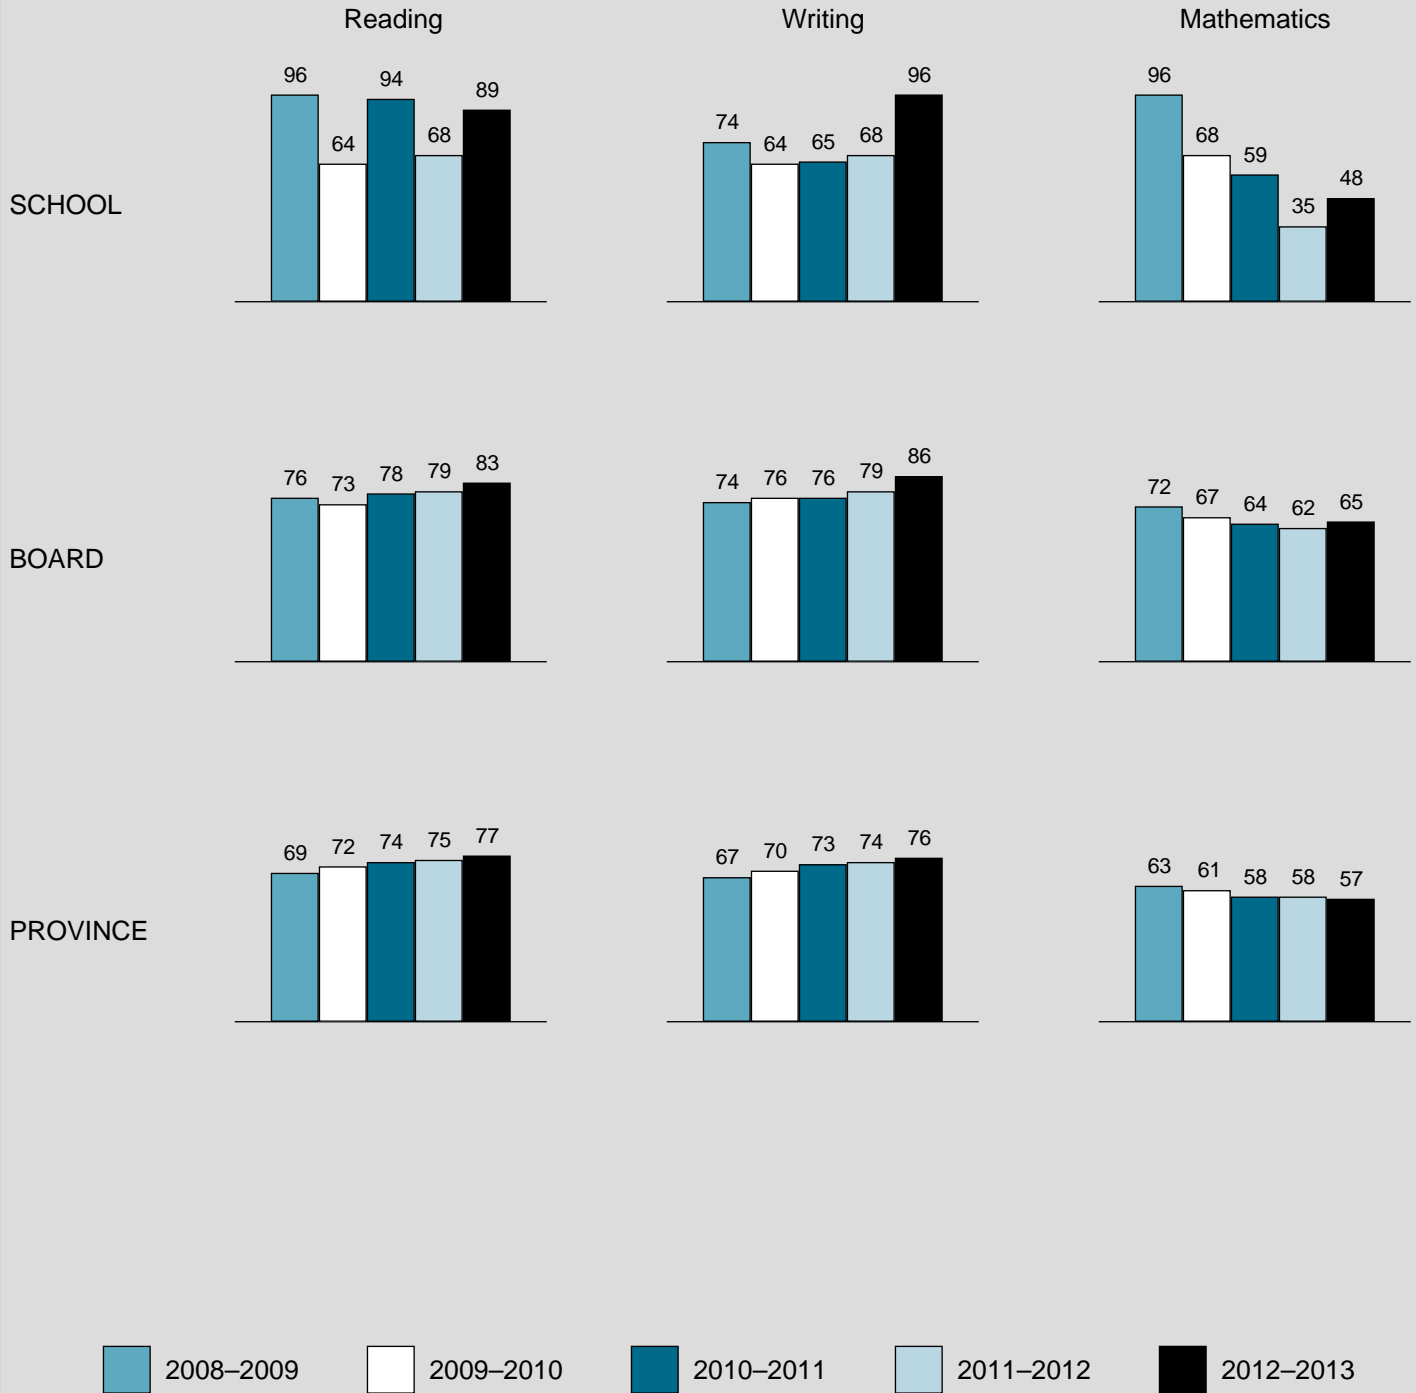 Reading Writing Mathematics
96 64 94 68 89 74 64 65 68 96 96 68 59 35 48
SCHOOL
76 73 78 79 83 74 76 76 79 86 72 67 64 62 65
BOARD
69 72 74 75 77 67 70 73 74 76 63 61 58 58 57
PROVINCE
2008–2009 2009–2010 2010–2011 2011–2012 2012–2013